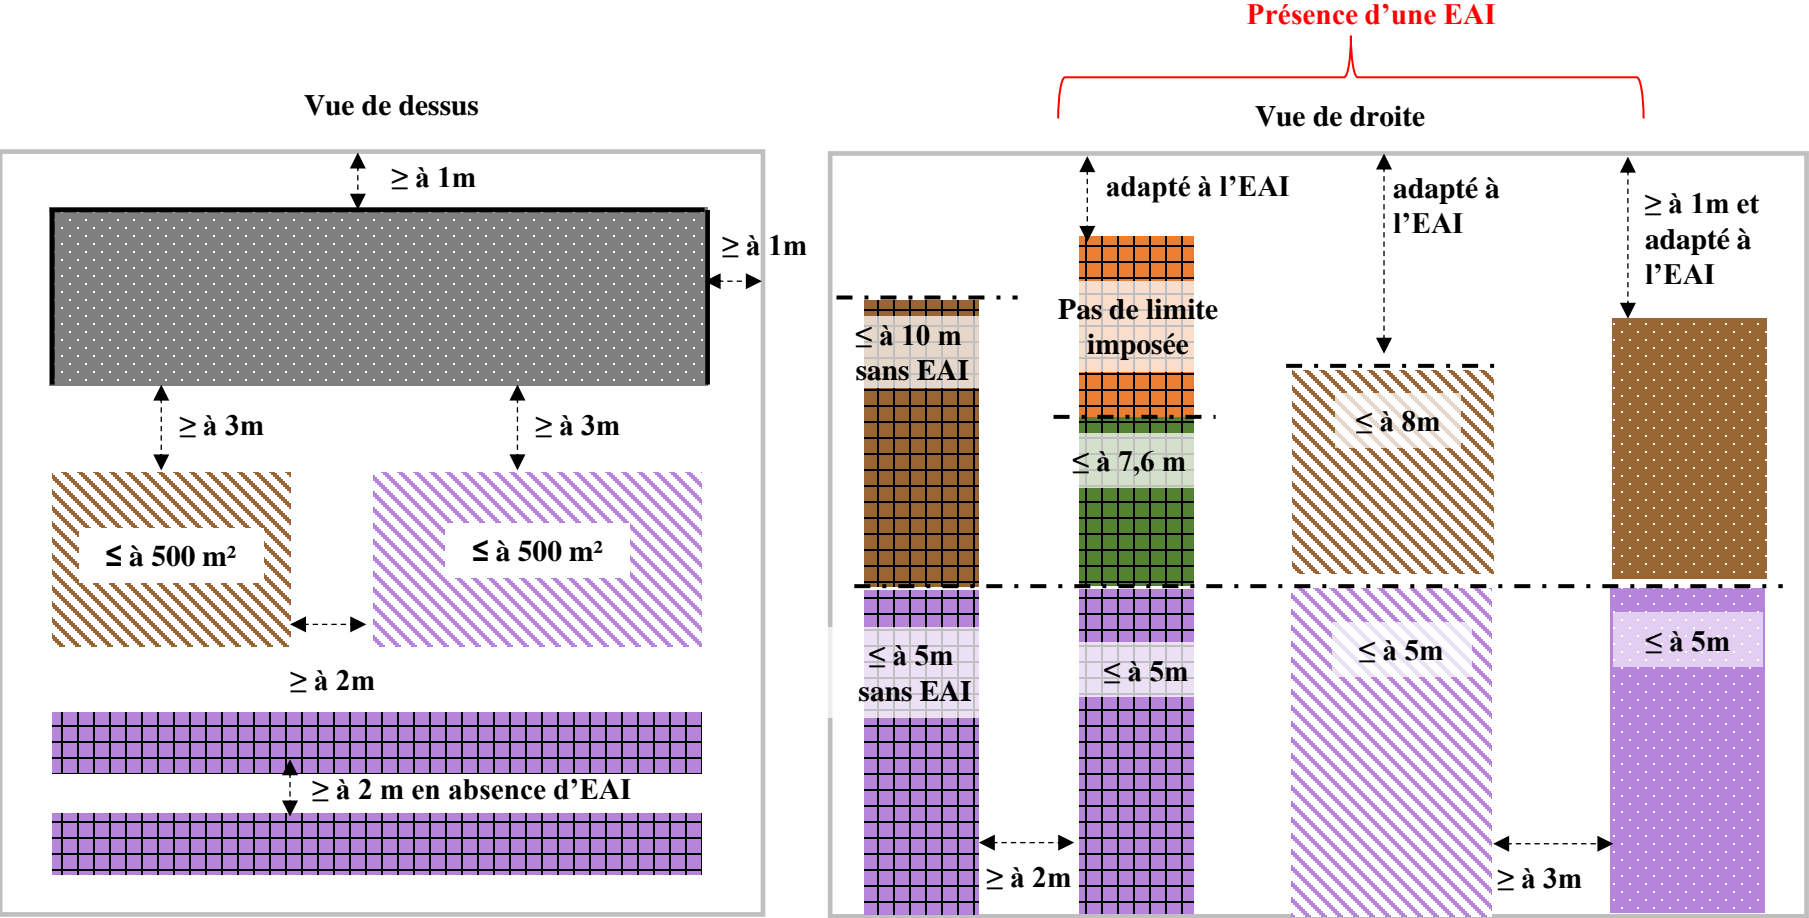 Présence d’une EAI
Vue de dessus
Vue de droite
≥ à 1m
≥ à 1m
≥ à 3m
≥ à 3m
≤ à 500 m²
≤ à 500 m²
≥ à 2m
≥ à 2 m en absence d’EAI
adapté à l’EAI
adapté à
l’EAI
≥ à 1m et
adapté à
l’EAI
≤ à 10 m
sans EAI
Pas de limite
imposée
≤ à 7,6 m
≤ à 8m
≤ à 5m
sans EAI
≤ à 5m
≤ à 5m
≤ à 5m
≥ à 2m
≥ à 3m